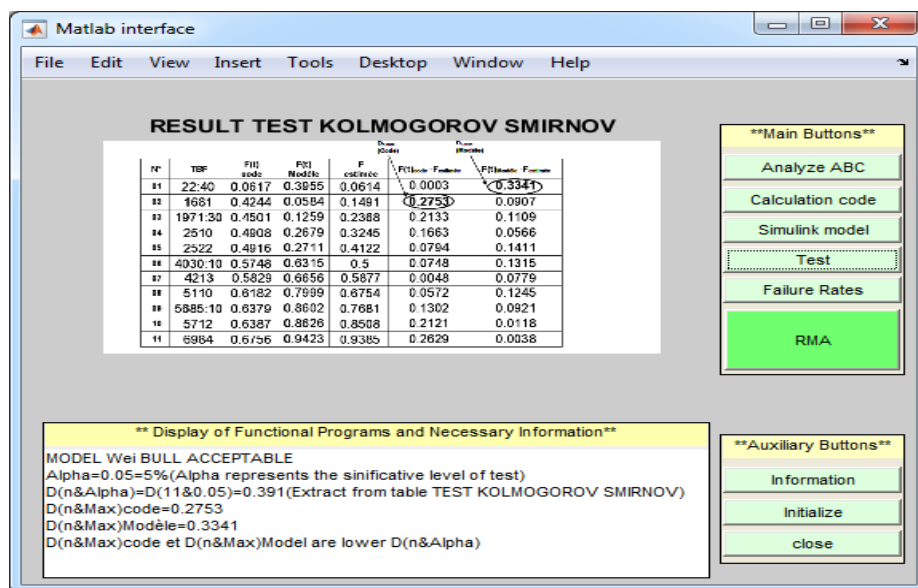 Matlab interface
File Edit View Insert Tools Desktop Window Help
RESULT TEST KOLMOGOROV SMIRNOV
(Code) (Modèle)
N° TBF F(t) code F(t) Modèle F estimée F(t)code - Festimée F(t)Modèle - Festimée
01 22:40 0.0617 0.3955 0.0614 0.0003 0.3341
02 1681 0.4244 0.0584 0.1491 0.2753 0.0907
03 1971:30 0.4501 0.1259 0.2368 0.2133 0.1109
04 2510 0.4908 0.2679 0.3245 0.1663 0.0566
05 2522 0.4916 0.2711 0.4122 0.0794 0.1411
06 4030:10 0.5748 0.6315 0.5 0.0748 0.1315
07 4213 0.5829 0.6656 0.5877 0.0048 0.0779
08 5110 0.6182 0.7999 0.6754 0.0572 0.1245
09 5685:10 0.6379 0.8602 0.7681 0.1302 0.0921
10 5712 0.6387 0.8626 0.8508 0.2121 0.0118
11 6984 0.6756 0.9423 0.9385 0.2629 0.0038
**Main Buttons**
Analyze ABC
Calculation code
Simulink model
Test
Failure Rates
RMA
** Display of Functional Programs and Necessary Information**
MODEL Wei BULL ACCEPTABLE
Alpha=0.05=5%(Alpha represents the sinificative level of test)
D(n&Alpha)=D(11&0.05)=0.391(Extract from table TEST KOLMOGOROV SMIRNOV)
D(n&Max)code=0.2753
D(n&Max)Modèle=0.3341
D(n&Max)code et D(n&Max)Model are lower D(n&Alpha)
**Auxiliary Buttons**
Information
Initialize
close